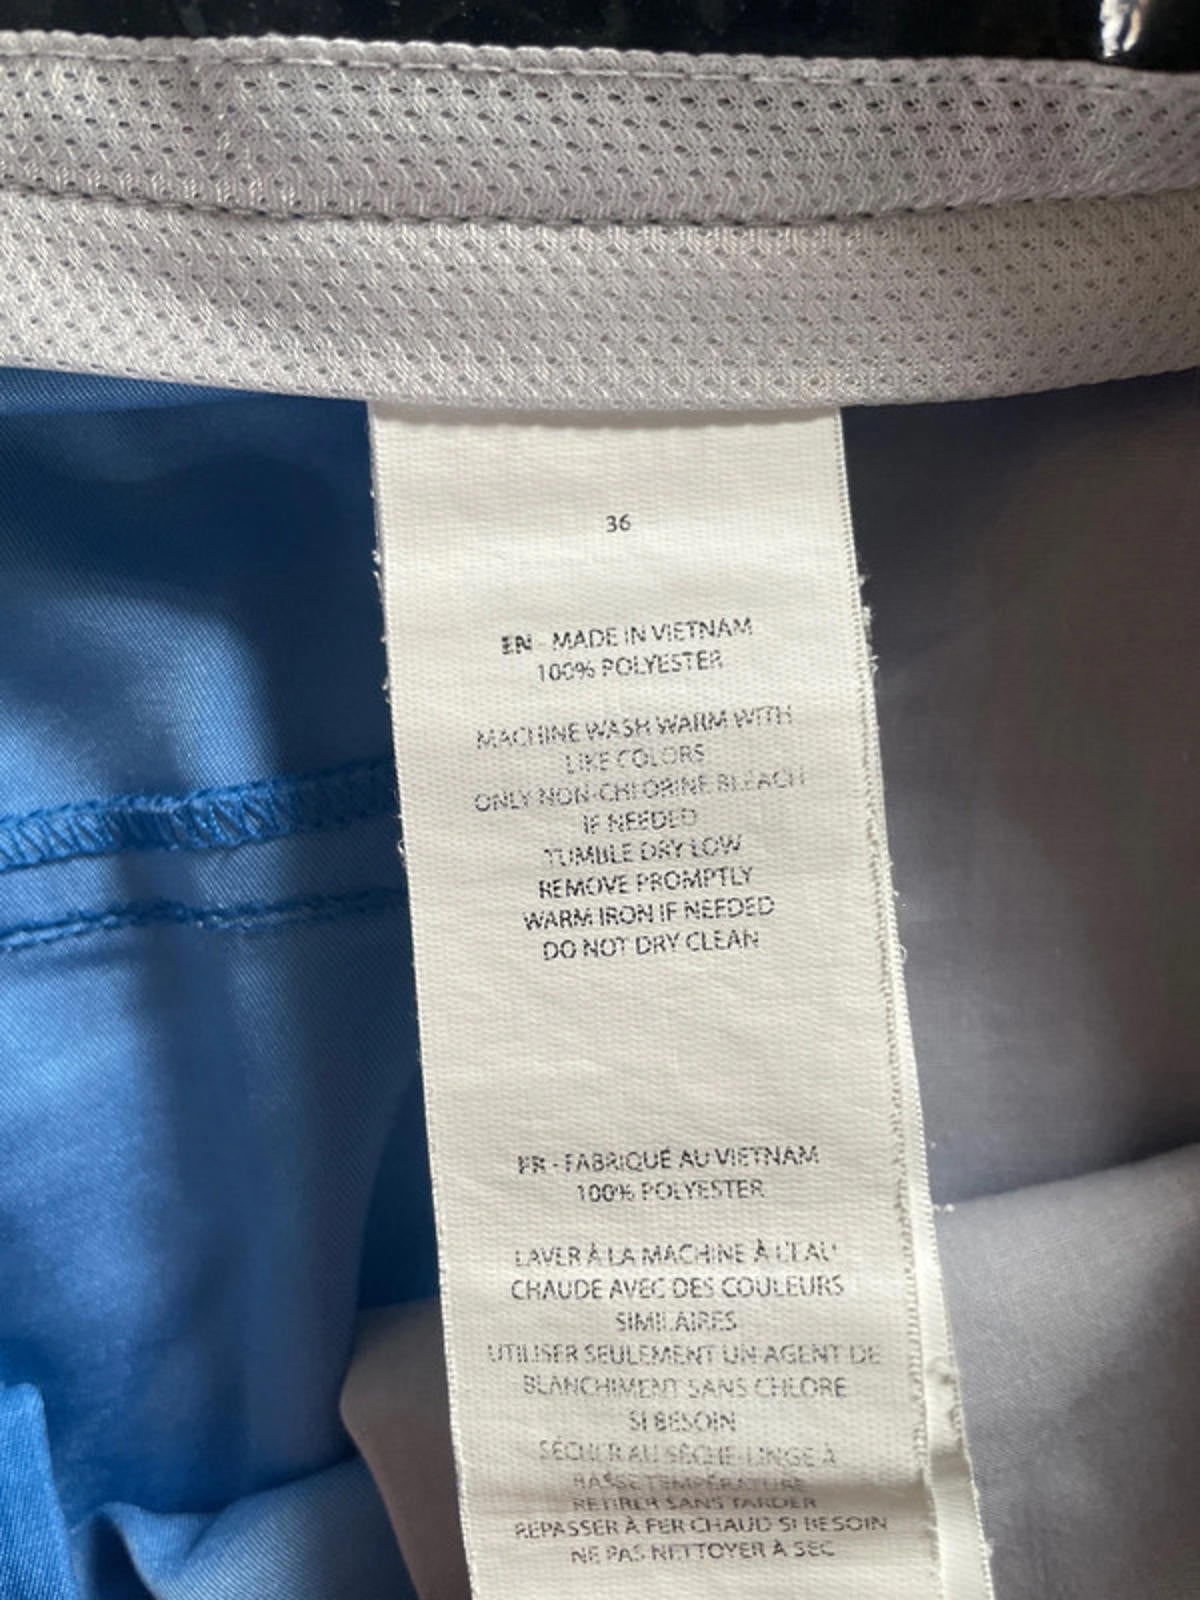 36
EN - MADE IN VIETNAM
100% POLYESTER
MACHINE WASH WARM WITH
LIKE COLORS
ONLY NON-CHLORINE BLEACH
IF NEEDED
TUMBLE DRY LOW
REMOVE PROMPTLY
WARM IRON IF NEEDED
DO NOT DRY CLEAN
FR - FABRIQUÉ AU VIETNAM
100% POLYESTER
LAVER À LA MACHINE À L'EAU
CHAUDE AVEC DES COULEURS
SIMILAIRES
UTILISER SEULEMENT UN AGENT DE
BLANCHIMENT SANS CHLORE
SI BESOIN
SÉCHER AU SÈCHE-LINGE À
BASSE TEMPÉRATURE
RETIRER SANS TARDER
REPASSER À FER CHAUD SI BESOIN
NE PAS NETTOYER À SEC